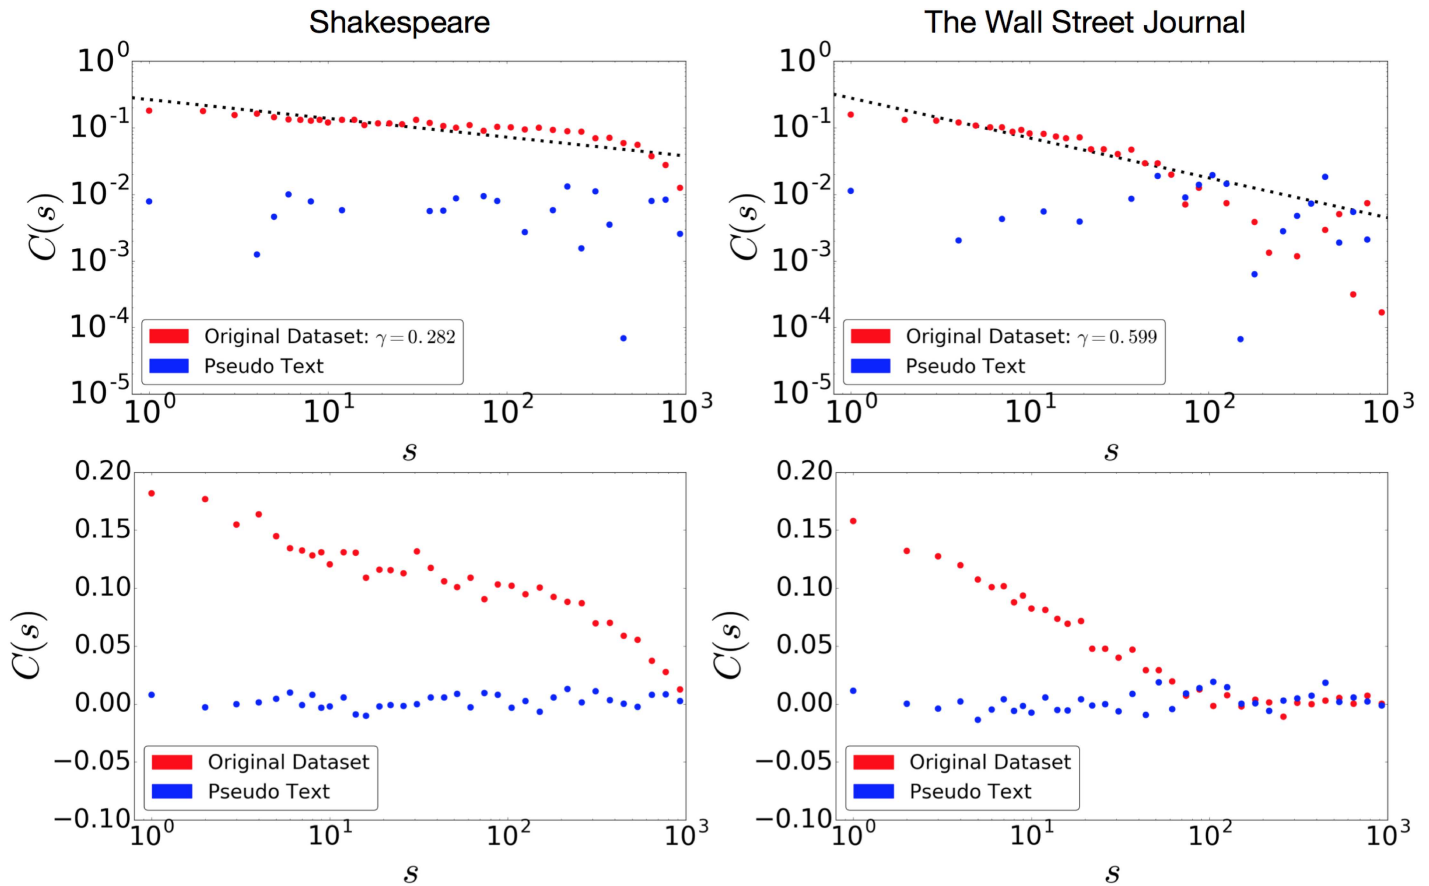 Shakespeare
The Wall Street Journal
10^0
10^-1
10^-2
10^-3
10^-4
10^-5
C(s)
Original Dataset: γ=0.282
Pseudo Text
10^0 10^1 10^2 10^3
s
10^0
10^-1
10^-2
10^-3
10^-4
10^-5
C(s)
Original Dataset: γ=0.599
Pseudo Text
10^0 10^1 10^2 10^3
s
0.20
0.15
0.10
0.05
0.00
−0.05
−0.10
C(s)
Original Dataset
Pseudo Text
10^0 10^1 10^2 10^3
s
0.20
0.15
0.10
0.05
0.00
−0.05
−0.10
C(s)
Original Dataset
Pseudo Text
10^0 10^1 10^2 10^3
s